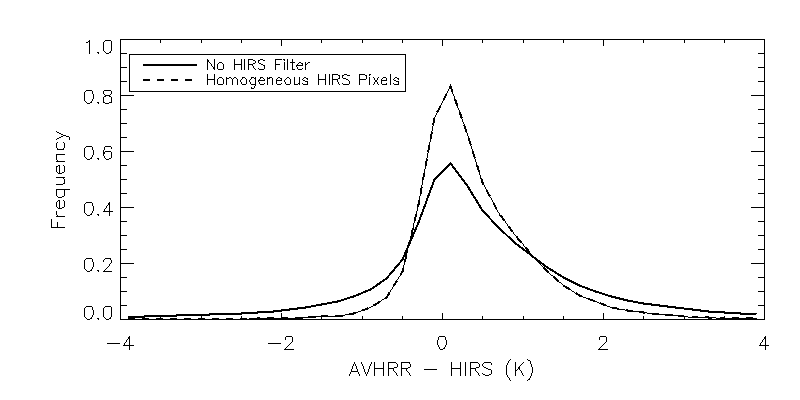 1.0
0.8
0.6
0.4
0.2
0.0
Frequency
No HIRS Filter
Homogeneous HIRS Pixels
−4 −2 0 2 4
AVHRR − HIRS (K)